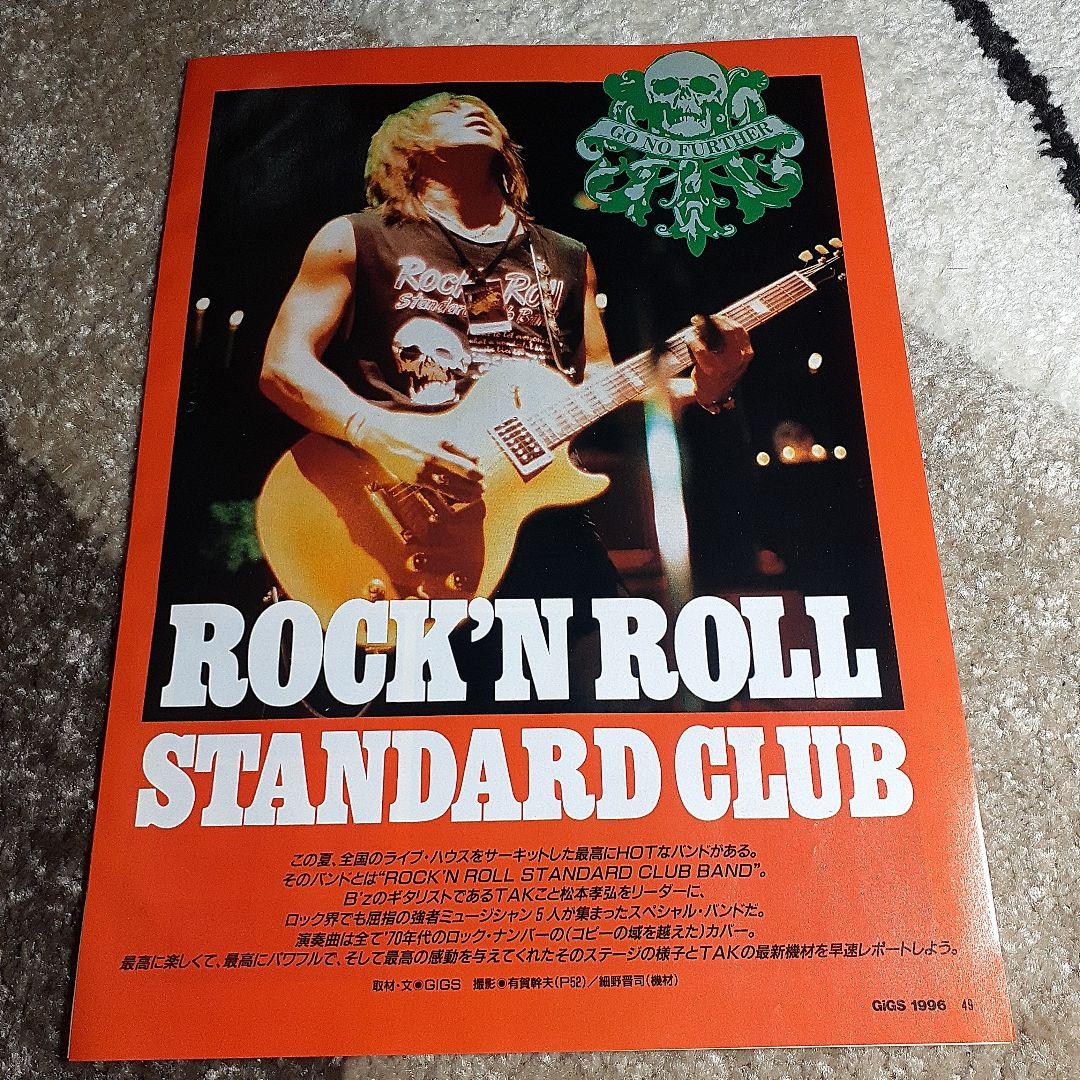 GO NO FURTHER
Rock Roll
Standard Ba
ROCK'N ROLL
STANDARD CLUB
この夏、全国のライブ・ハウスをサーキットした最高にHOTなバンドがある。
そのバンドとは"ROCK'N ROLL STANDARD CLUB BAND"。
B'zのギタリストであるTAKこと松本孝弘をリーダーに、
ロック界でも屈指の強者ミュージシャン5人が集まったスペシャル・バンドだ。
演奏曲は全て'70年代のロック・ナンバーの(コピーの域を越えた)カバー。
最高に楽しくて、最高にパワフルで、そして最高の感動を与えてくれたそのステージの様子とTAKの最新機材を早速レポートしよう。
取材・文◉GiGS 撮影◉有賀幹夫(P52)/細野晋司(機材)
GiGS 1996 49